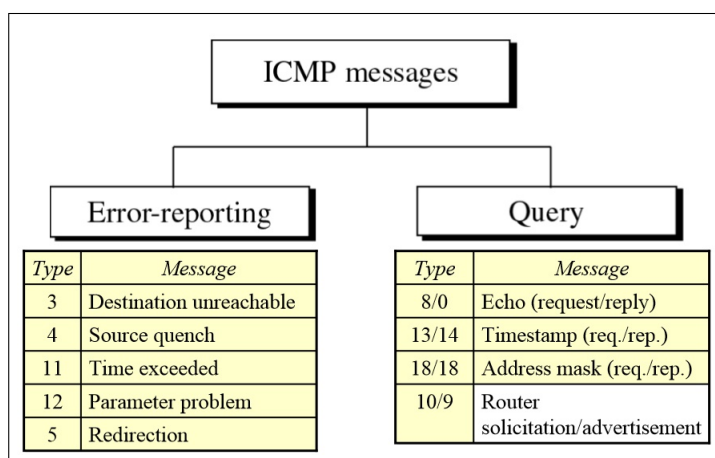 ICMP messages
Error-reporting
Query
Type Message
3 Destination unreachable
4 Source quench
11 Time exceeded
12 Parameter problem
5 Redirection
Type Message
8/0 Echo (request/reply)
13/14 Timestamp (req./rep.)
18/18 Address mask (req./rep.)
10/9 Router
solicitation/advertisement